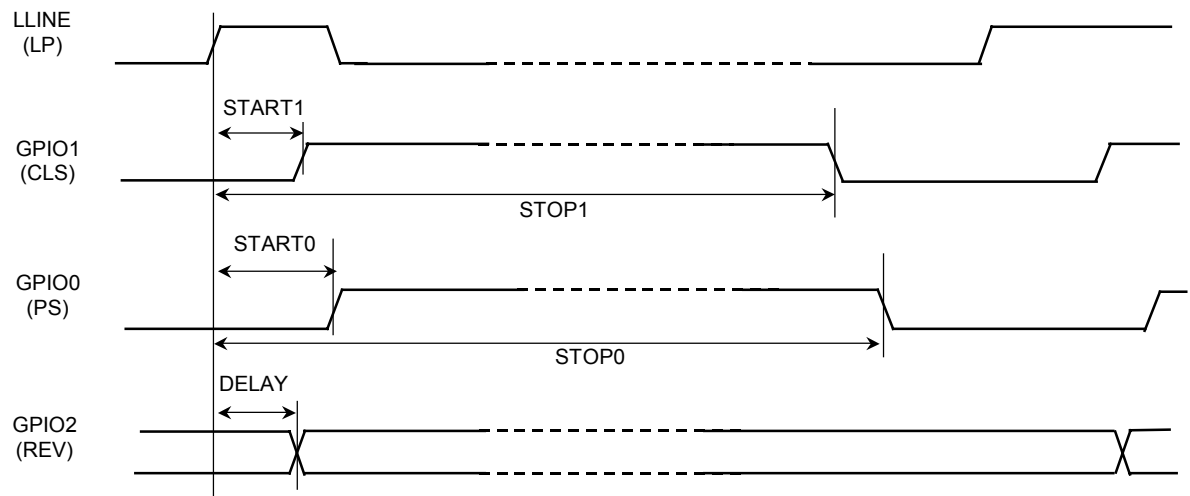 LLINE
(LP)
START1
GPIO1
(CLS)
STOP1
START0
GPIO0
(PS)
STOP0
DELAY
GPIO2
(REV)